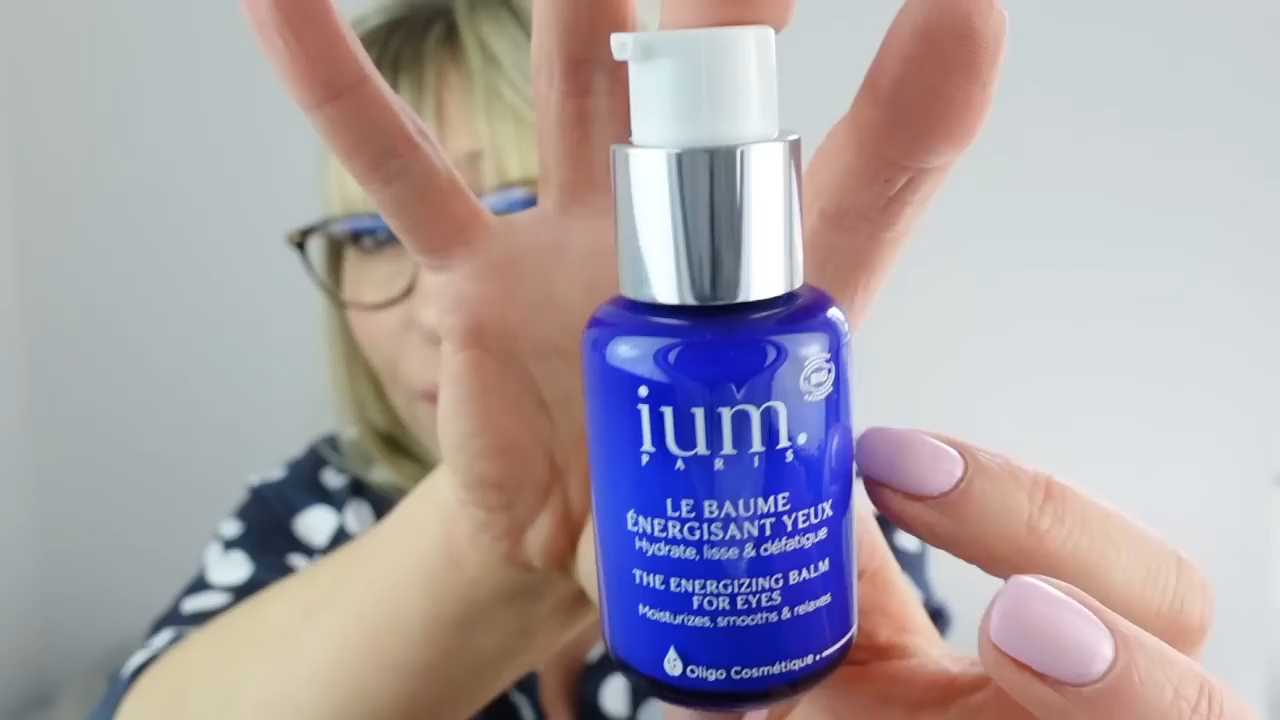 ium.
PARIS
LE BAUME
ÉNERGISANT YEUX
Hydrate, lisse & défatigue
THE ENERGIZING BALM
FOR EYES
Moisturizes, smooths & relaxes
Oligo Cosmétique